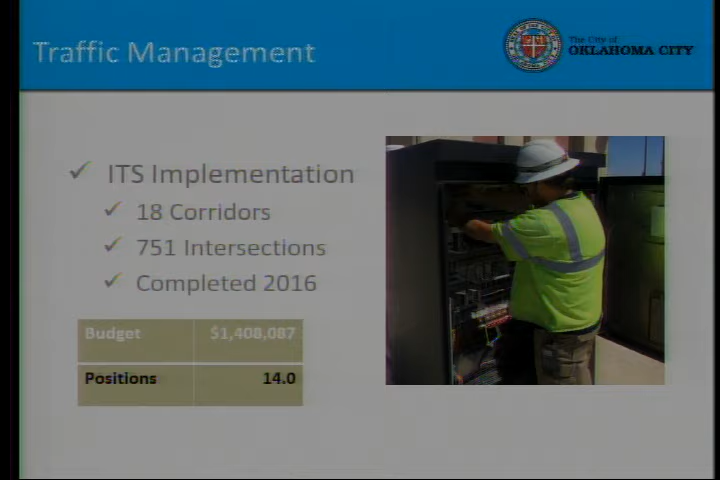 Traffic Management
The City of
OKLAHOMA CITY
✓ ITS Implementation
✓ 18 Corridors
✓ 751 Intersections
✓ Completed 2016
Budget $1,408,087
Positions 14.0